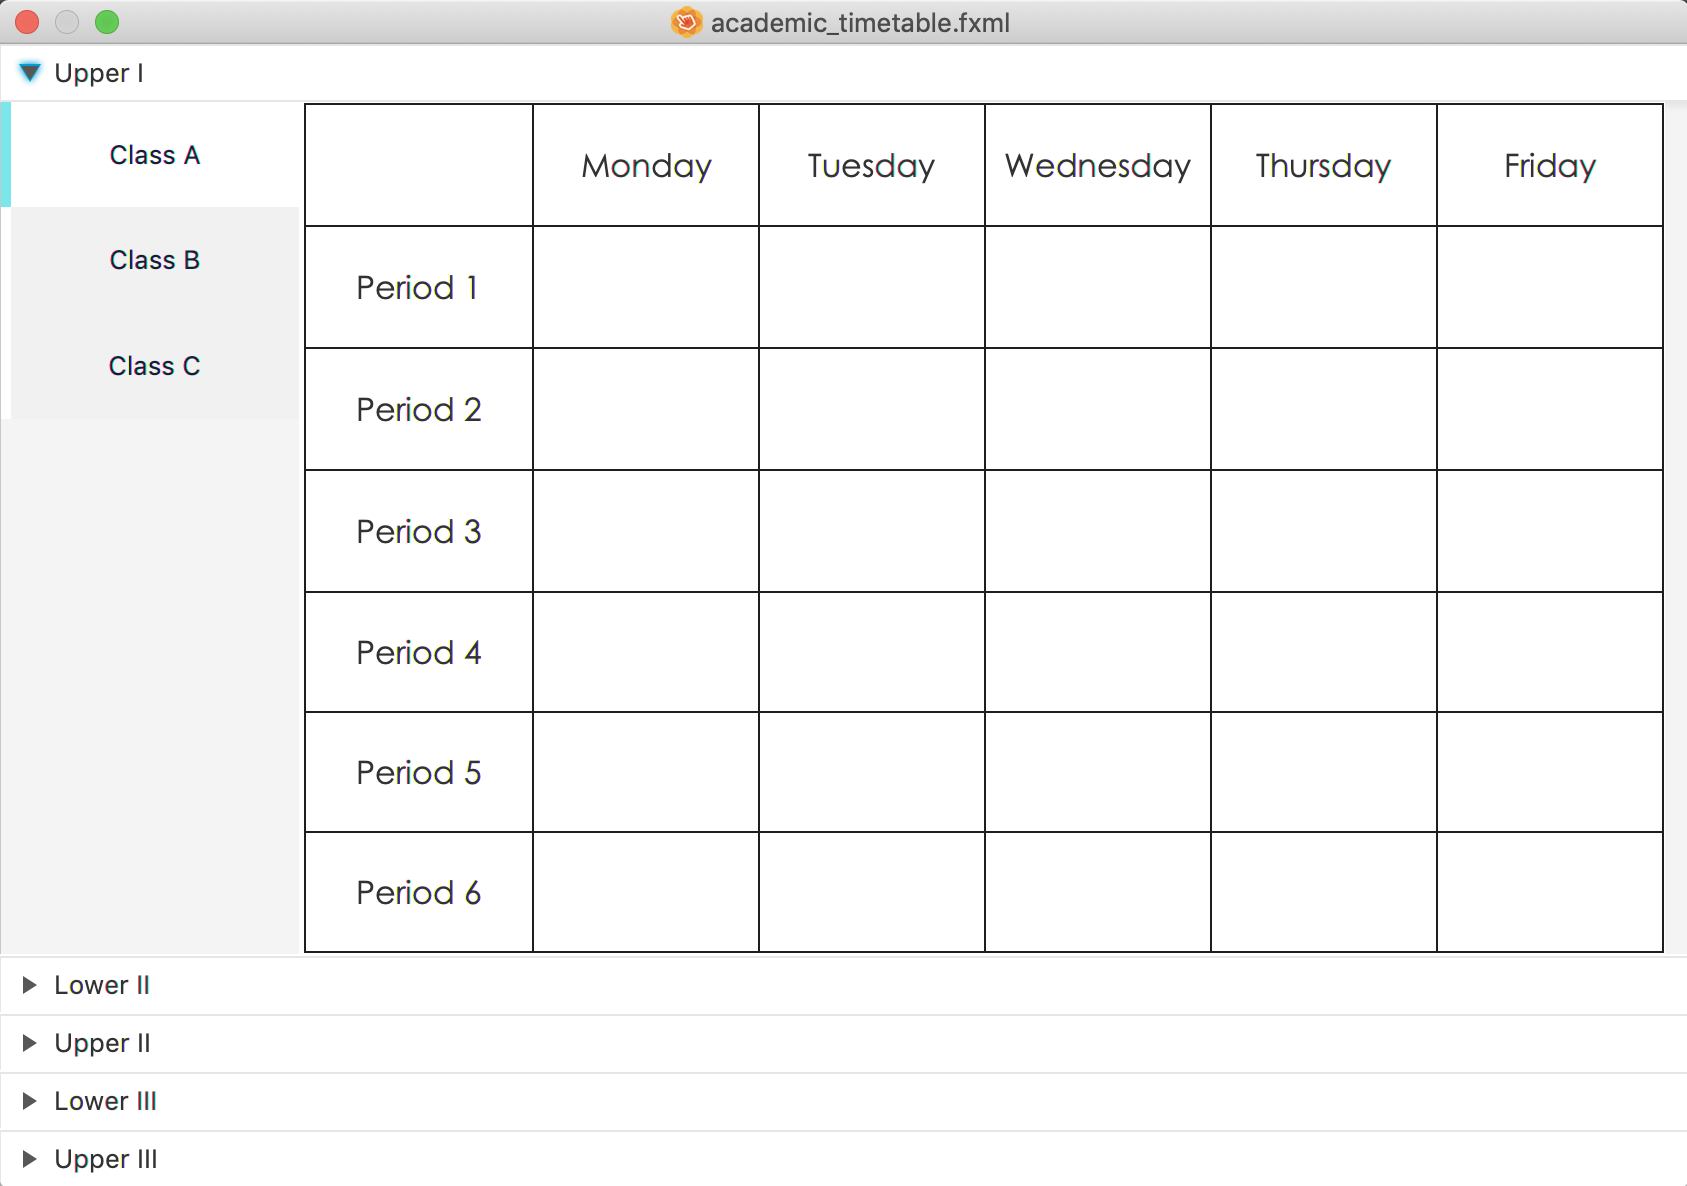 academic_timetable.fxml
Upper I
Class A
Class B
Class C
Monday Tuesday Wednesday Thursday Friday
Period 1
Period 2
Period 3
Period 4
Period 5
Period 6
Lower II
Upper II
Lower III
Upper III